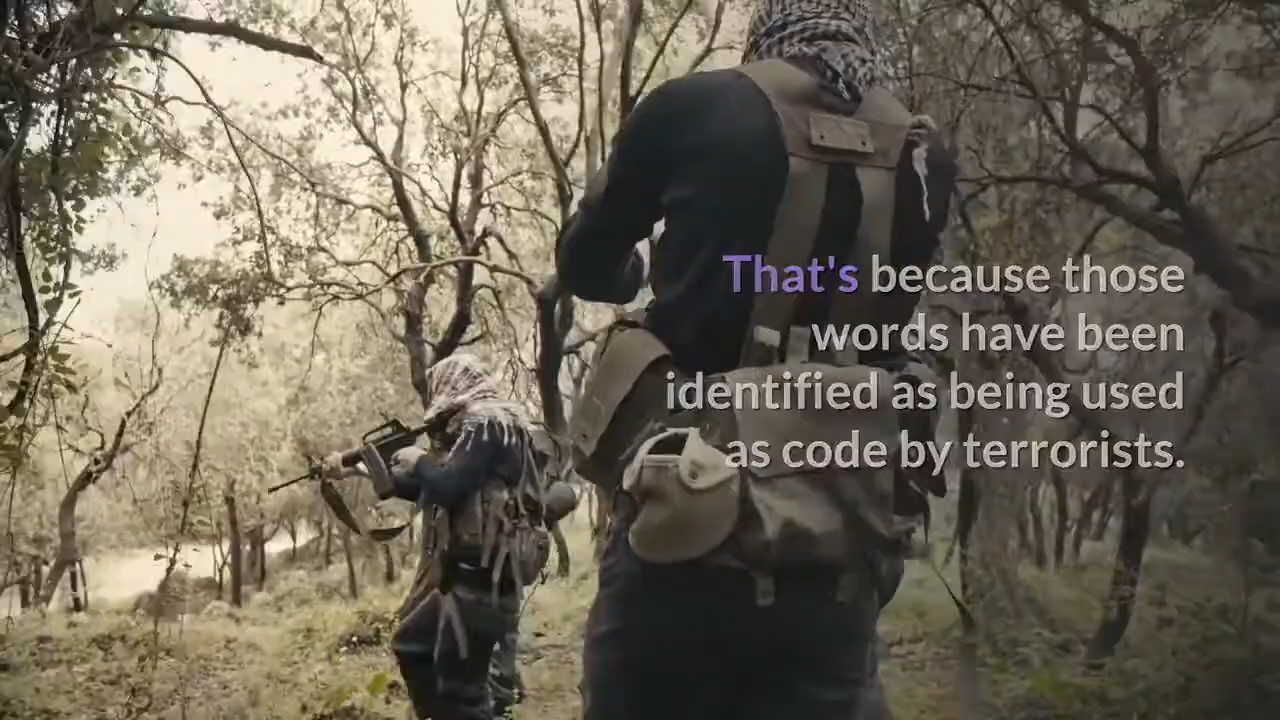 That's because those
words have been
identified as being used
as code by terrorists.